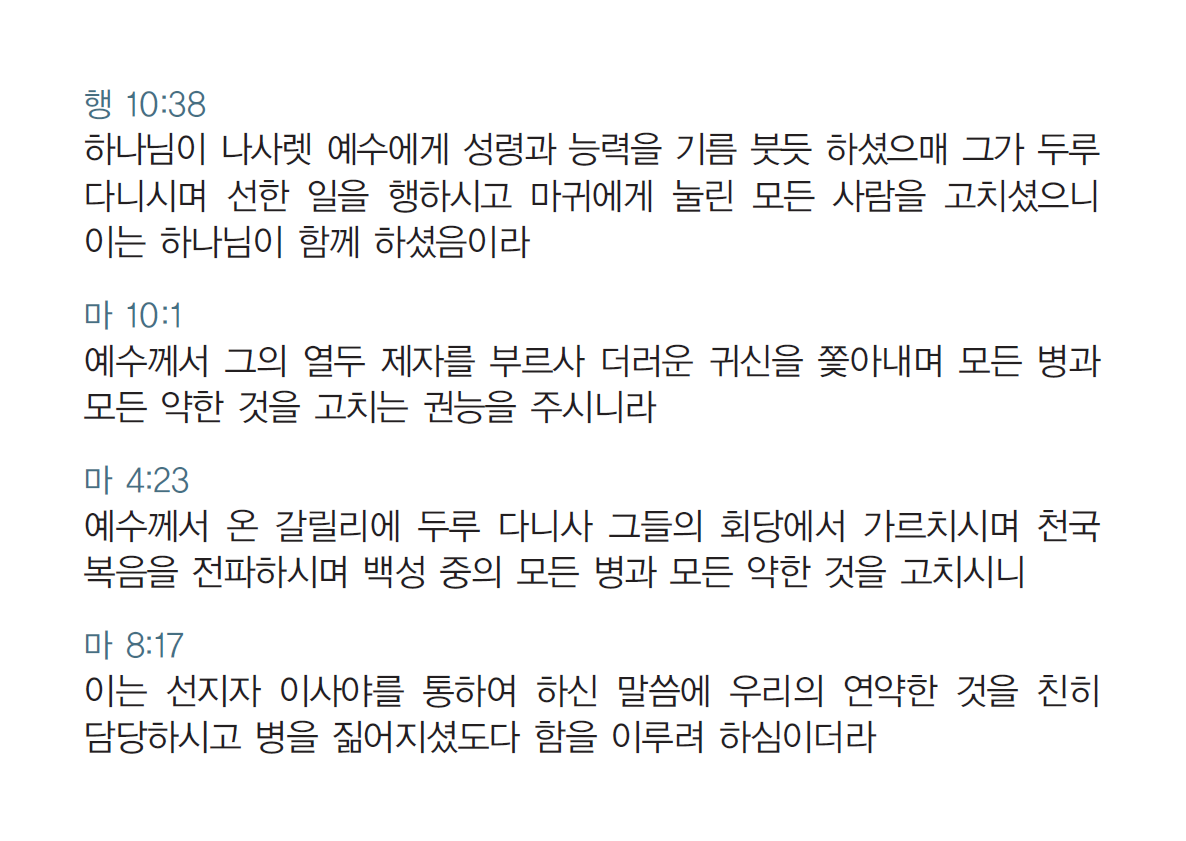 행 10:38
하나님이 나사렛 예수에게 성령과 능력을 기름 붓듯 하셨으매 그가 두루
다니시며 선한 일을 행하시고 마귀에게 눌린 모든 사람을 고치셨으니
이는 하나님이 함께 하셨음이라
마 10:1
예수께서 그의 열두 제자를 부르사 더러운 귀신을 쫓아내며 모든 병과
모든 약한 것을 고치는 권능을 주시니라
마 4:23
예수께서 온 갈릴리에 두루 다니사 그들의 회당에서 가르치시며 천국
복음을 전파하시며 백성 중의 모든 병과 모든 약한 것을 고치시니
마 8:17
이는 선지자 이사야를 통하여 하신 말씀에 우리의 연약한 것을 친히
담당하시고 병을 짊어지셨도다 함을 이루려 하심이더라